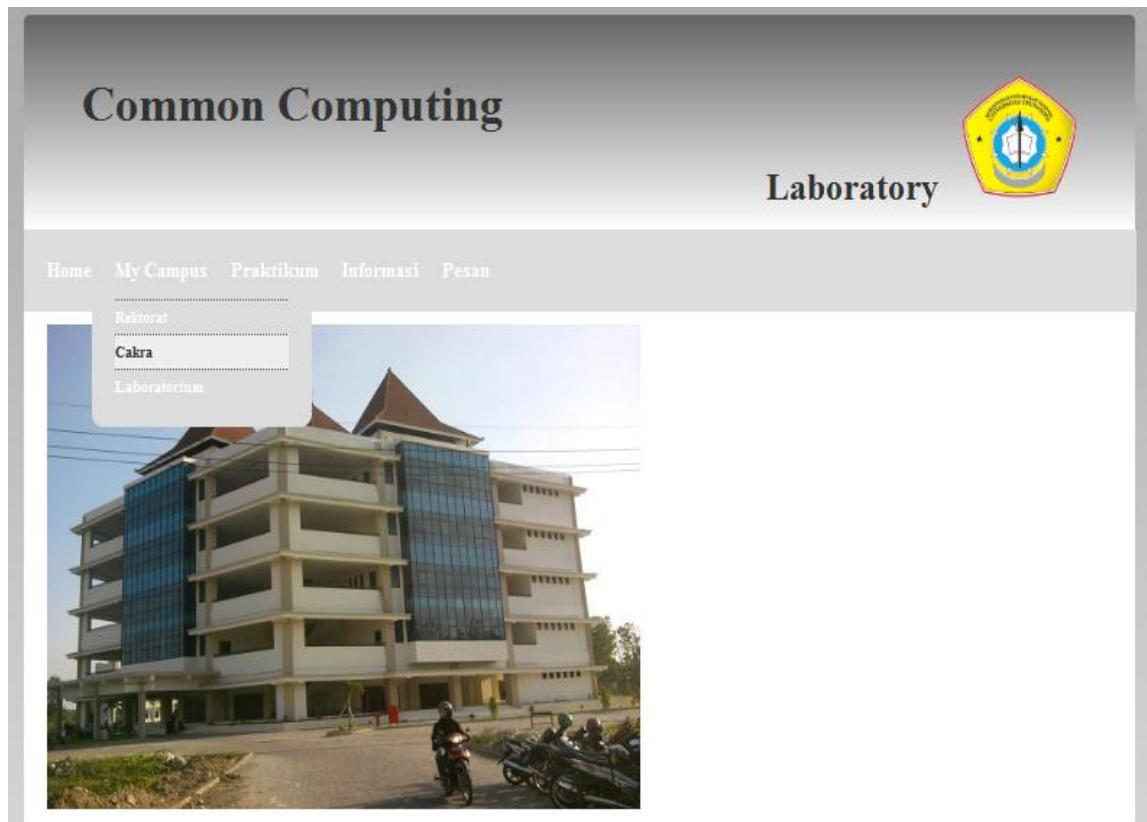 Common Computing
Laboratory
Home My Campus Praktikum Informasi Pesan
Rektorat
Cakra
Laboratorium